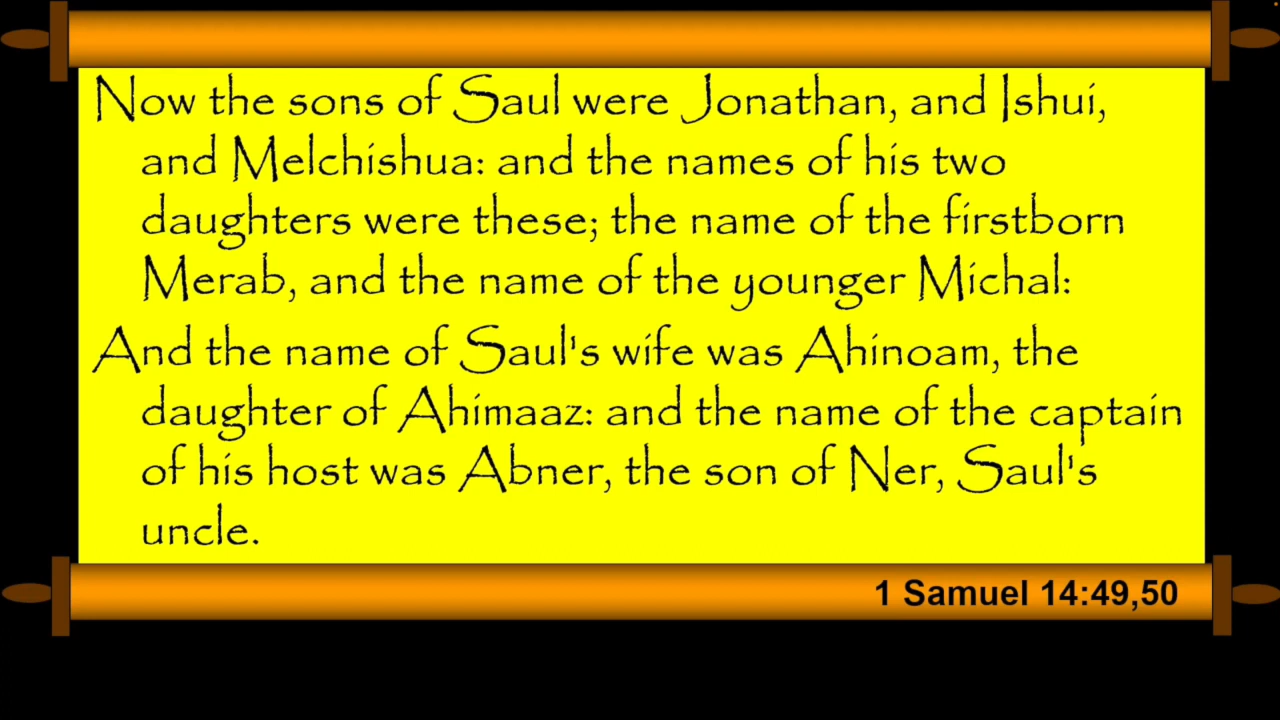 Now the sons of Saul were Jonathan, and Ishui,
and Melchishua: and the names of his two
daughters were these; the name of the firstborn
Merab, and the name of the younger Michal:
And the name of Saul's wife was Ahinoam, the
daughter of Ahimaaz: and the name of the captain
of his host was Abner, the son of Ner, Saul's
uncle.
1 Samuel 14:49,50